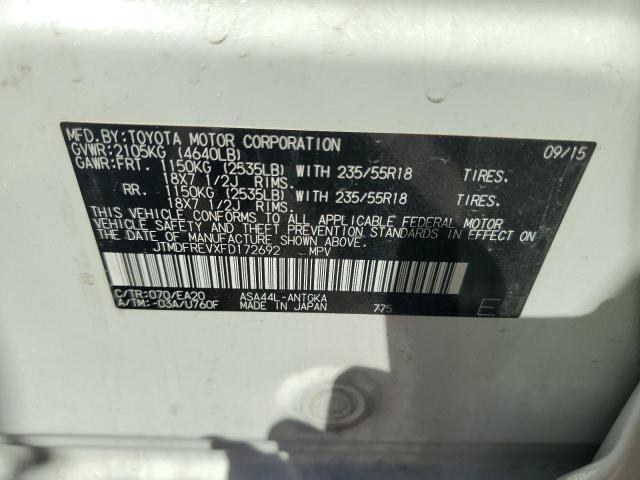 MFD.BY:TOYOTA MOTOR CORPORATION 09/15
GVWR:2105KG (4640LB)
GAWR:FRT. 1150KG (2535LB) WITH 235/55R18 TIRES.
18X7 1/2J RIMS.
RR. 1150KG (2535LB) WITH 235/55R18 TIRES.
18X7 1/2J RIMS.
THIS VEHICLE CONFORMS TO ALL APPLICABLE FEDERAL MOTOR
VEHICLE SAFETY AND THEFT PREVENTION STANDARDS IN EFFECT
ON THE DATE OF MANUFACTURE SHOWN ABOVE.
JTMDFREVXFD172692 MPV
C/TR:070/EA20 ASA44L-ANTGKA
A/TM:-03A/U760F MADE IN JAPAN 775 E